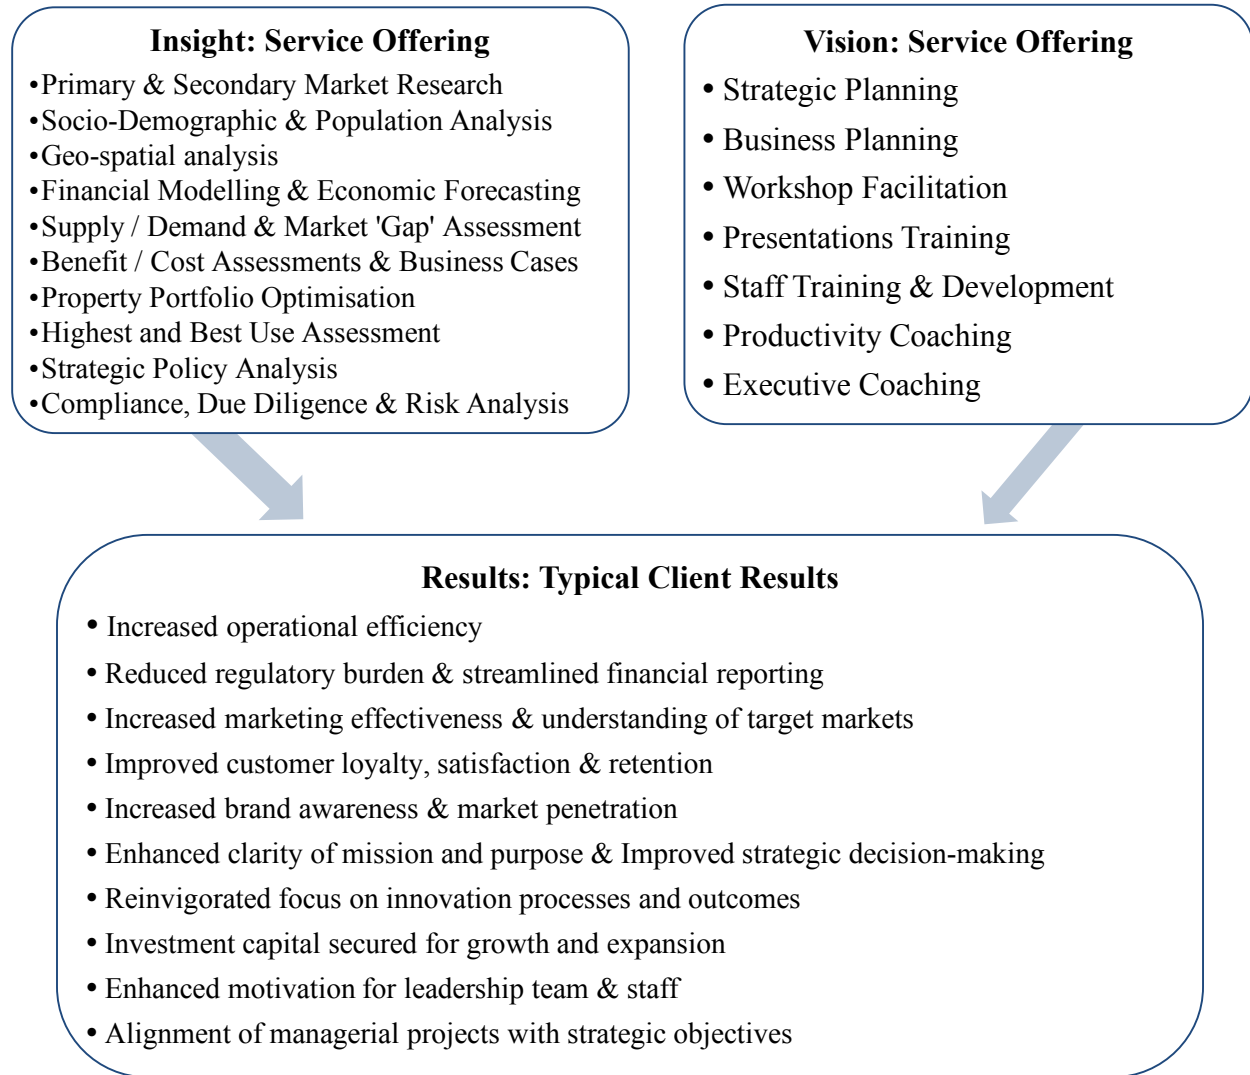 Insight: Service Offering
•Primary & Secondary Market Research
•Socio-Demographic & Population Analysis
•Geo-spatial analysis
•Financial Modelling & Economic Forecasting
•Supply / Demand & Market 'Gap' Assessment
•Benefit / Cost Assessments & Business Cases
•Property Portfolio Optimisation
•Highest and Best Use Assessment
•Strategic Policy Analysis
•Compliance, Due Diligence & Risk Analysis
Vision: Service Offering
• Strategic Planning
• Business Planning
• Workshop Facilitation
• Presentations Training
• Staff Training & Development
• Productivity Coaching
• Executive Coaching
Results: Typical Client Results
• Increased operational efficiency
• Reduced regulatory burden & streamlined financial reporting
• Increased marketing effectiveness & understanding of target markets
• Improved customer loyalty, satisfaction & retention
• Increased brand awareness & market penetration
• Enhanced clarity of mission and purpose & Improved strategic decision-making
• Reinvigorated focus on innovation processes and outcomes
• Investment capital secured for growth and expansion
• Enhanced motivation for leadership team & staff
• Alignment of managerial projects with strategic objectives